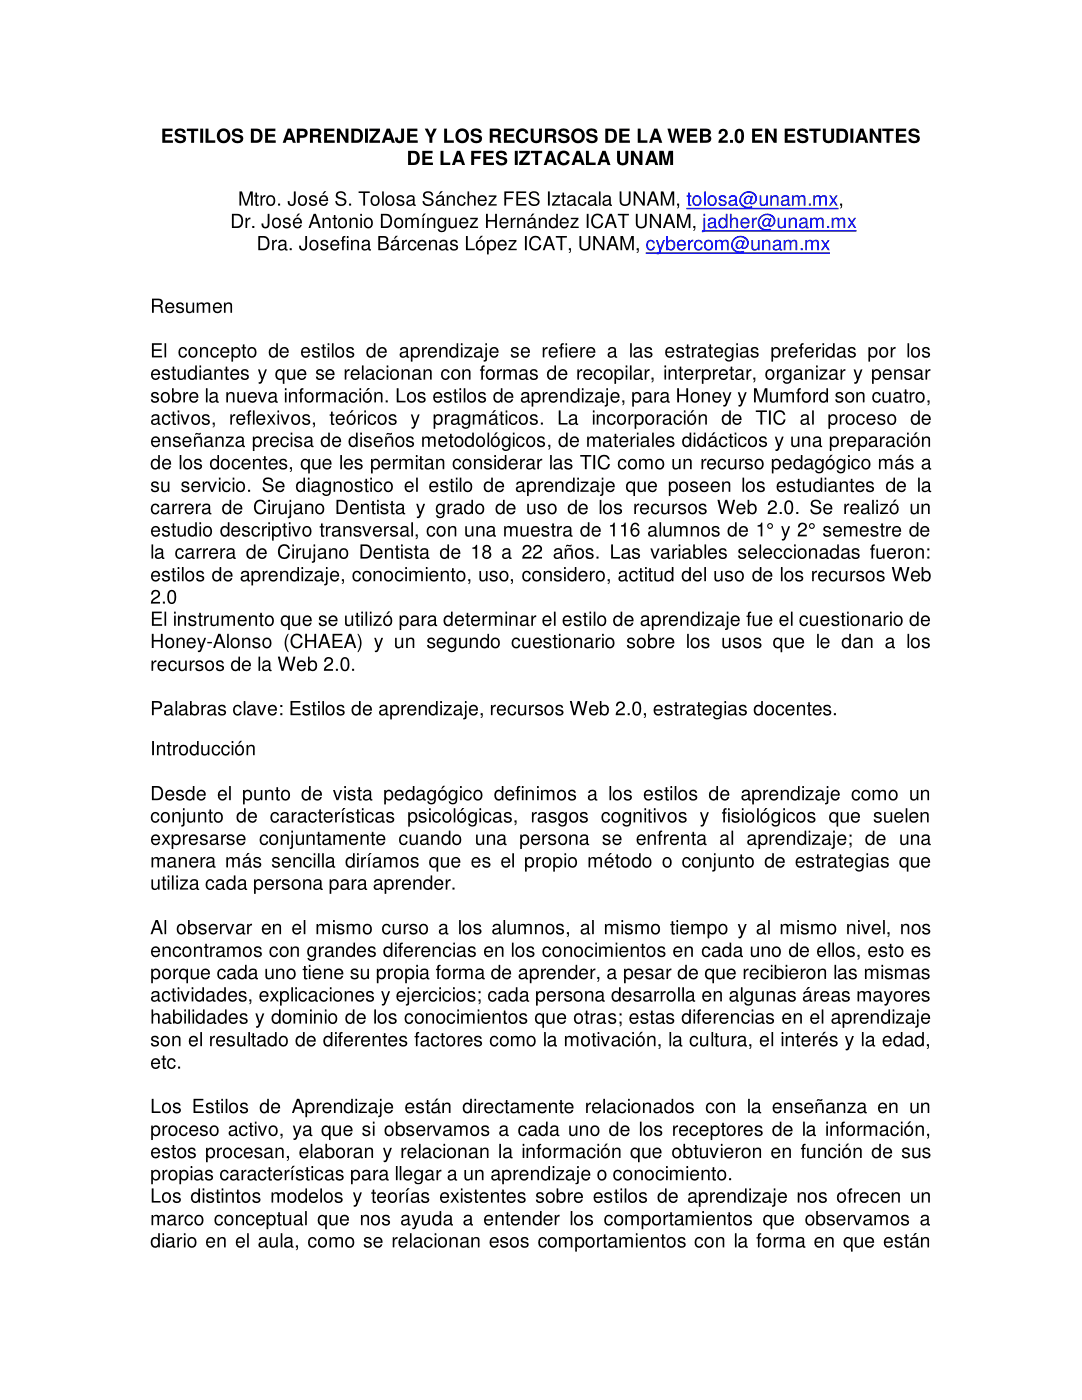 ESTILOS DE APRENDIZAJE Y LOS RECURSOS DE LA WEB 2.0 EN ESTUDIANTES
DE LA FES IZTACALA UNAM
Mtro. José S. Tolosa Sánchez FES Iztacala UNAM, tolosa@unam.mx,
Dr. José Antonio Domínguez Hernández ICAT UNAM, jadher@unam.mx
Dra. Josefina Bárcenas López ICAT, UNAM, cybercom@unam.mx
Resumen
El concepto de estilos de aprendizaje se refiere a las estrategias preferidas por los
estudiantes y que se relacionan con formas de recopilar, interpretar, organizar y pensar
sobre la nueva información. Los estilos de aprendizaje, para Honey y Mumford son cuatro,
activos, reflexivos, teóricos y pragmáticos. La incorporación de TIC al proceso de
enseñanza precisa de diseños metodológicos, de materiales didácticos y una preparación
de los docentes, que les permitan considerar las TIC como un recurso pedagógico más a
su servicio. Se diagnostico el estilo de aprendizaje que poseen los estudiantes de la
carrera de Cirujano Dentista y grado de uso de los recursos Web 2.0. Se realizó un
estudio descriptivo transversal, con una muestra de 116 alumnos de 1° y 2° semestre de
la carrera de Cirujano Dentista de 18 a 22 años. Las variables seleccionadas fueron:
estilos de aprendizaje, conocimiento, uso, considero, actitud del uso de los recursos Web
2.0
El instrumento que se utilizó para determinar el estilo de aprendizaje fue el cuestionario de
Honey-Alonso (CHAEA) y un segundo cuestionario sobre los usos que le dan a los
recursos de la Web 2.0.
Palabras clave: Estilos de aprendizaje, recursos Web 2.0, estrategias docentes.
Introducción
Desde el punto de vista pedagógico definimos a los estilos de aprendizaje como un
conjunto de características psicológicas, rasgos cognitivos y fisiológicos que suelen
expresarse conjuntamente cuando una persona se enfrenta al aprendizaje; de una
manera más sencilla diríamos que es el propio método o conjunto de estrategias que
utiliza cada persona para aprender.
Al observar en el mismo curso a los alumnos, al mismo tiempo y al mismo nivel, nos
encontramos con grandes diferencias en los conocimientos en cada uno de ellos, esto es
porque cada uno tiene su propia forma de aprender, a pesar de que recibieron las mismas
actividades, explicaciones y ejercicios; cada persona desarrolla en algunas áreas mayores
habilidades y dominio de los conocimientos que otras; estas diferencias en el aprendizaje
son el resultado de diferentes factores como la motivación, la cultura, el interés y la edad,
etc.
Los Estilos de Aprendizaje están directamente relacionados con la enseñanza en un
proceso activo, ya que si observamos a cada uno de los receptores de la información,
estos procesan, elaboran y relacionan la información que obtuvieron en función de sus
propias características para llegar a un aprendizaje o conocimiento.
Los distintos modelos y teorías existentes sobre estilos de aprendizaje nos ofrecen un
marco conceptual que nos ayuda a entender los comportamientos que observamos a
diario en el aula, como se relacionan esos comportamientos con la forma en que están